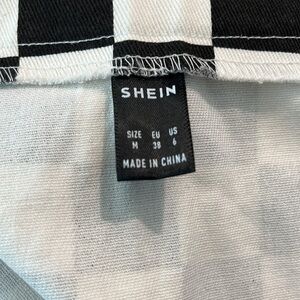 SHEIN
SIZE EU US
M 38 6
MADE IN CHINA